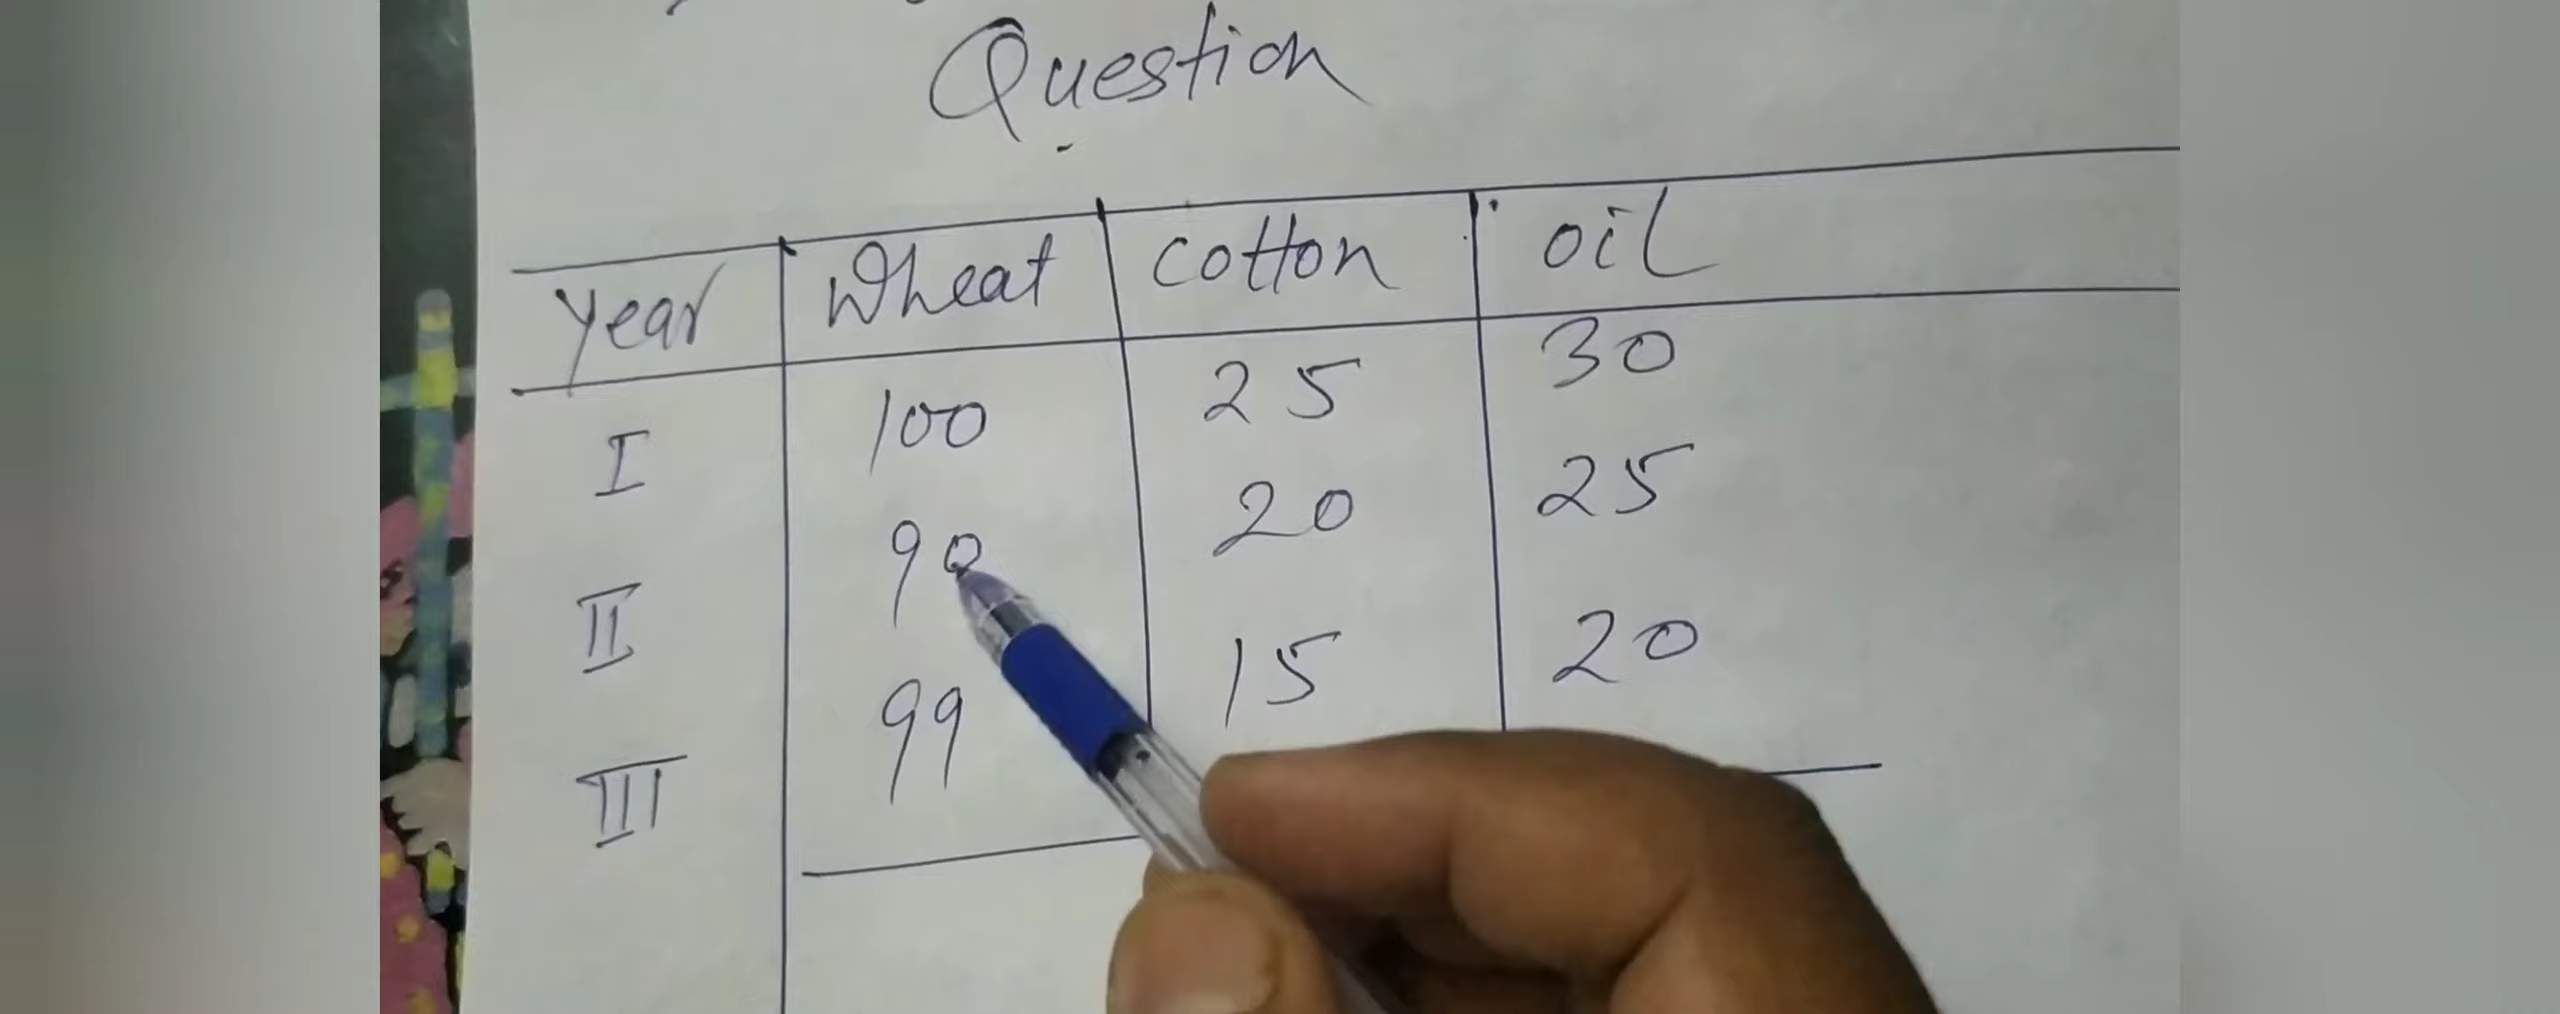 Question
Year Wheat cotton oil
I 100 25 30
II 90 20 25
III 99 15 20